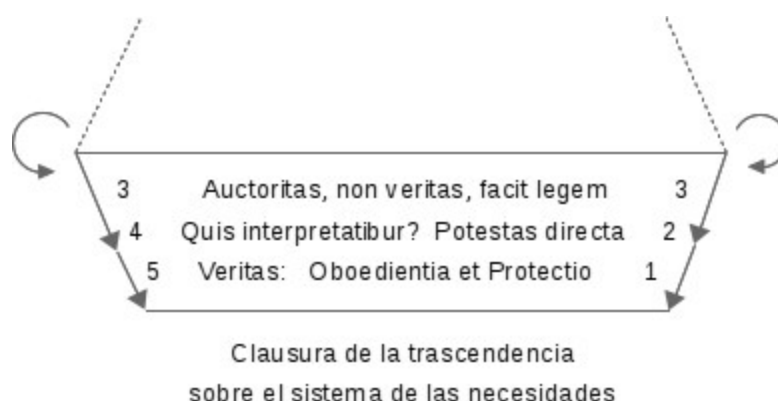 3 Auctoritas, non veritas, facit legem 3
4 Quis interpretatibur? Potestas directa 2
5 Veritas: Oboedientia et Protectio 1
Clausura de la trascendencia
sobre el sistema de las necesidades